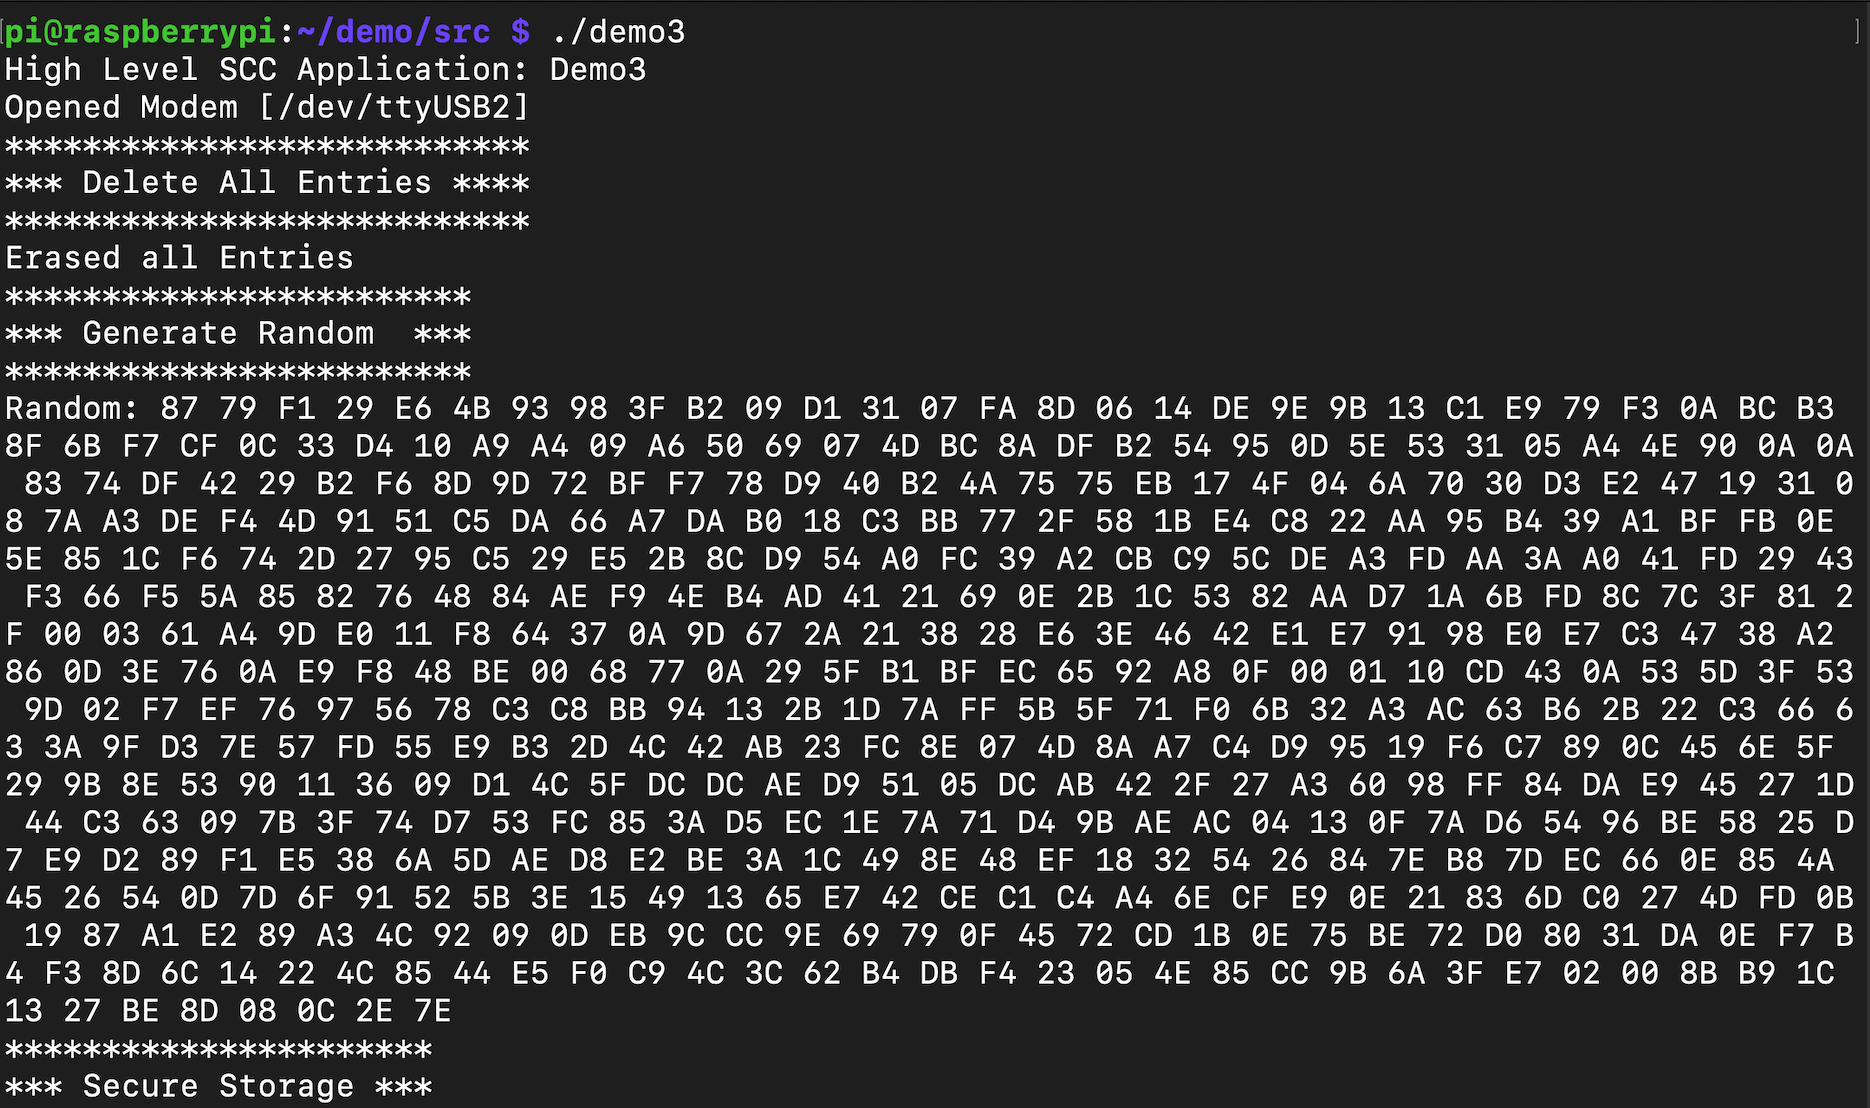 pi@raspberrypi:~/demo/src $ ./demo3
High Level SCC Application: Demo3
Opened Modem [/dev/ttyUSB2]
***************************
*** Delete All Entries ****
***************************
Erased all Entries
************************
*** Generate Random  ***
************************
Random: 87 79 F1 29 E6 4B 93 98 3F B2 09 D1 31 07 FA 8D 06 14 DE 9E 9B 13 C1 E9 79 F3 0A BC B3
8F 6B F7 CF 0C 33 D4 10 A9 A4 09 A6 50 69 07 4D BC 8A DF B2 54 95 0D 5E 53 31 05 A4 4E 90 0A 0A
 83 74 DF 42 29 B2 F6 8D 9D 72 BF F7 78 D9 40 B2 4A 75 75 EB 17 4F 04 6A 70 30 D3 E2 47 19 31 0
8 7A A3 DE F4 4D 91 51 C5 DA 66 A7 DA B0 18 C3 BB 77 2F 58 1B E4 C8 22 AA 95 B4 39 A1 BF FB 0E
5E 85 1C F6 74 2D 27 95 C5 29 E5 2B 8C D9 54 A0 FC 39 A2 CB C9 5C DE A3 FD AA 3A A0 41 FD 29 43
 F3 66 F5 5A 85 82 76 48 84 AE F9 4E B4 AD 41 21 69 0E 2B 1C 53 82 AA D7 1A 6B FD 8C 7C 3F 81 2
F 00 03 61 A4 9D E0 11 F8 64 37 0A 9D 67 2A 21 38 28 E6 3E 46 42 E1 E7 91 98 E0 E7 C3 47 38 A2
86 0D 3E 76 0A E9 F8 48 BE 00 68 77 0A 29 5F B1 BF EC 65 92 A8 0F 00 01 10 CD 43 0A 53 5D 3F 53
 9D 02 F7 EF 76 97 56 78 C3 C8 BB 94 13 2B 1D 7A FF 5B 5F 71 F0 6B 32 A3 AC 63 B6 2B 22 C3 66 6
3 3A 9F D3 7E 57 FD 55 E9 B3 2D 4C 42 AB 23 FC 8E 07 4D 8A A7 C4 D9 95 19 F6 C7 89 0C 45 6E 5F
29 9B 8E 53 90 11 36 09 D1 4C 5F DC DC AE D9 51 05 DC AB 42 2F 27 A3 60 98 FF 84 DA E9 45 27 1D
 44 C3 63 09 7B 3F 74 D7 53 FC 85 3A D5 EC 1E 7A 71 D4 9B AE AC 04 13 0F 7A D6 54 96 BE 58 25 D
7 E9 D2 89 F1 E5 38 6A 5D AE D8 E2 BE 3A 1C 49 8E 48 EF 18 32 54 26 84 7E B8 7D EC 66 0E 85 4A
45 26 54 0D 7D 6F 91 52 5B 3E 15 49 13 65 E7 42 CE C1 C4 A4 6E CF E9 0E 21 83 6D C0 27 4D FD 0B
 19 87 A1 E2 89 A3 4C 92 09 0D EB 9C CC 9E 69 79 0F 45 72 CD 1B 0E 75 BE 72 D0 80 31 DA 0E F7 B
4 F3 8D 6C 14 22 4C 85 44 E5 F0 C9 4C 3C 62 B4 DB F4 23 05 4E 85 CC 9B 6A 3F E7 02 00 8B B9 1C
13 27 BE 8D 08 0C 2E 7E
**********************
*** Secure Storage ***